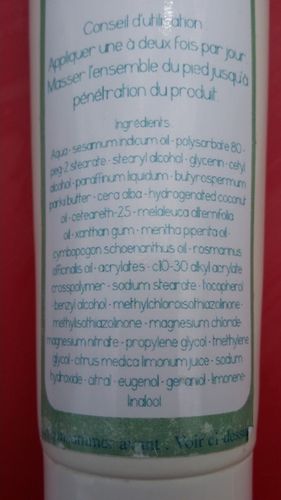 Conseil d'utilisation
Appliquer une à deux fois par jour
Masser l'ensemble du pied jusqu'à
pénétration du produit.
Ingrédients:
Aqua - sesamum indicum oil - polysorbate 80 -
peg 2 stearate - stearyl alcohol - glycerin - cetyl
alcohol - paraffinum liquidum - butyrospermum
parkii butter - cera alba - hydrogenated coconut
oil - ceteareth-25 - melaleuca alternifolia
oil - xanthan gum - mentha piperita oil -
cymbopogon schoenanthus oil - rosmarinus
officinalis oil - acrylates - c10-30 alkyl acrylate
crosspolymer - sodium stearate - tocopherol
- benzyl alcohol - methylchloroisothiazolinone -
methylisothiazolinone - magnesium chloride-
magnesium nitrate - propylene glycol - triethylene
glycol - citrus medica limonum juice - sodium
hydroxide - citral - eugenol - geraniol - limonene-
linalool
avant : Voir ci-dessus